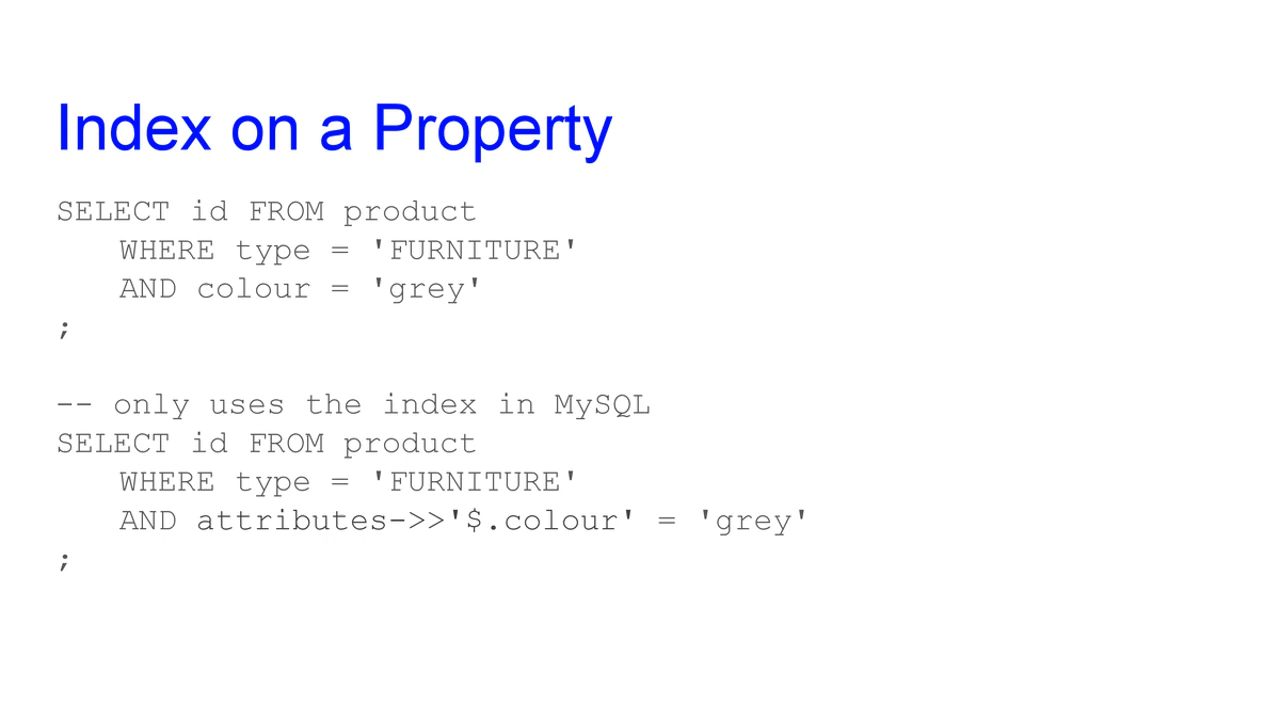 Index on a Property
SELECT id FROM product
WHERE type = 'FURNITURE'
AND colour = 'grey'
;
-- only uses the index in MySQL
SELECT id FROM product
WHERE type = 'FURNITURE'
AND attributes->>'$.colour' = 'grey'
;